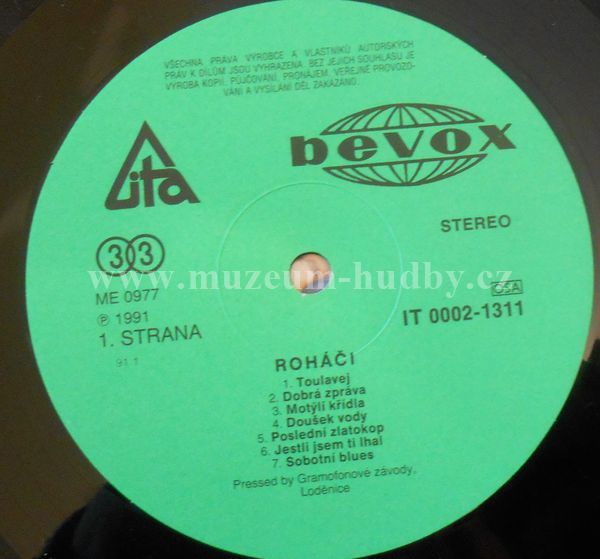 VŠECHNA PRÁVA VÝROBCE A VLASTNÍKŮ AUTORSKÝCH
PRÁV K DÍLŮM JSOU VYHRAZENA. BEZ JEJICH SOUHLASU JE
VÝROBA KOPIÍ, PŮJČOVÁNÍ, PRONÁJEM, VEŘEJNÉ PROVOZO-
VÁNÍ A VYSÍLÁNÍ DĚL ZAKÁZÁNO.
Lita
bevox
STEREO
33
ME 0977
℗ 1991
1. STRANA
91 1
OSA
IT 0002-1311
www.muzeum-hudby.cz
ROHÁČI
1. Toulavej
2. Dobrá zpráva
3. Motýlí křídla
4. Doušek vody
5. Poslední zlatokop
6. Jestli jsem ti lhal
7. Sobotní blues
Pressed by Gramofonové závody,
Loděnice